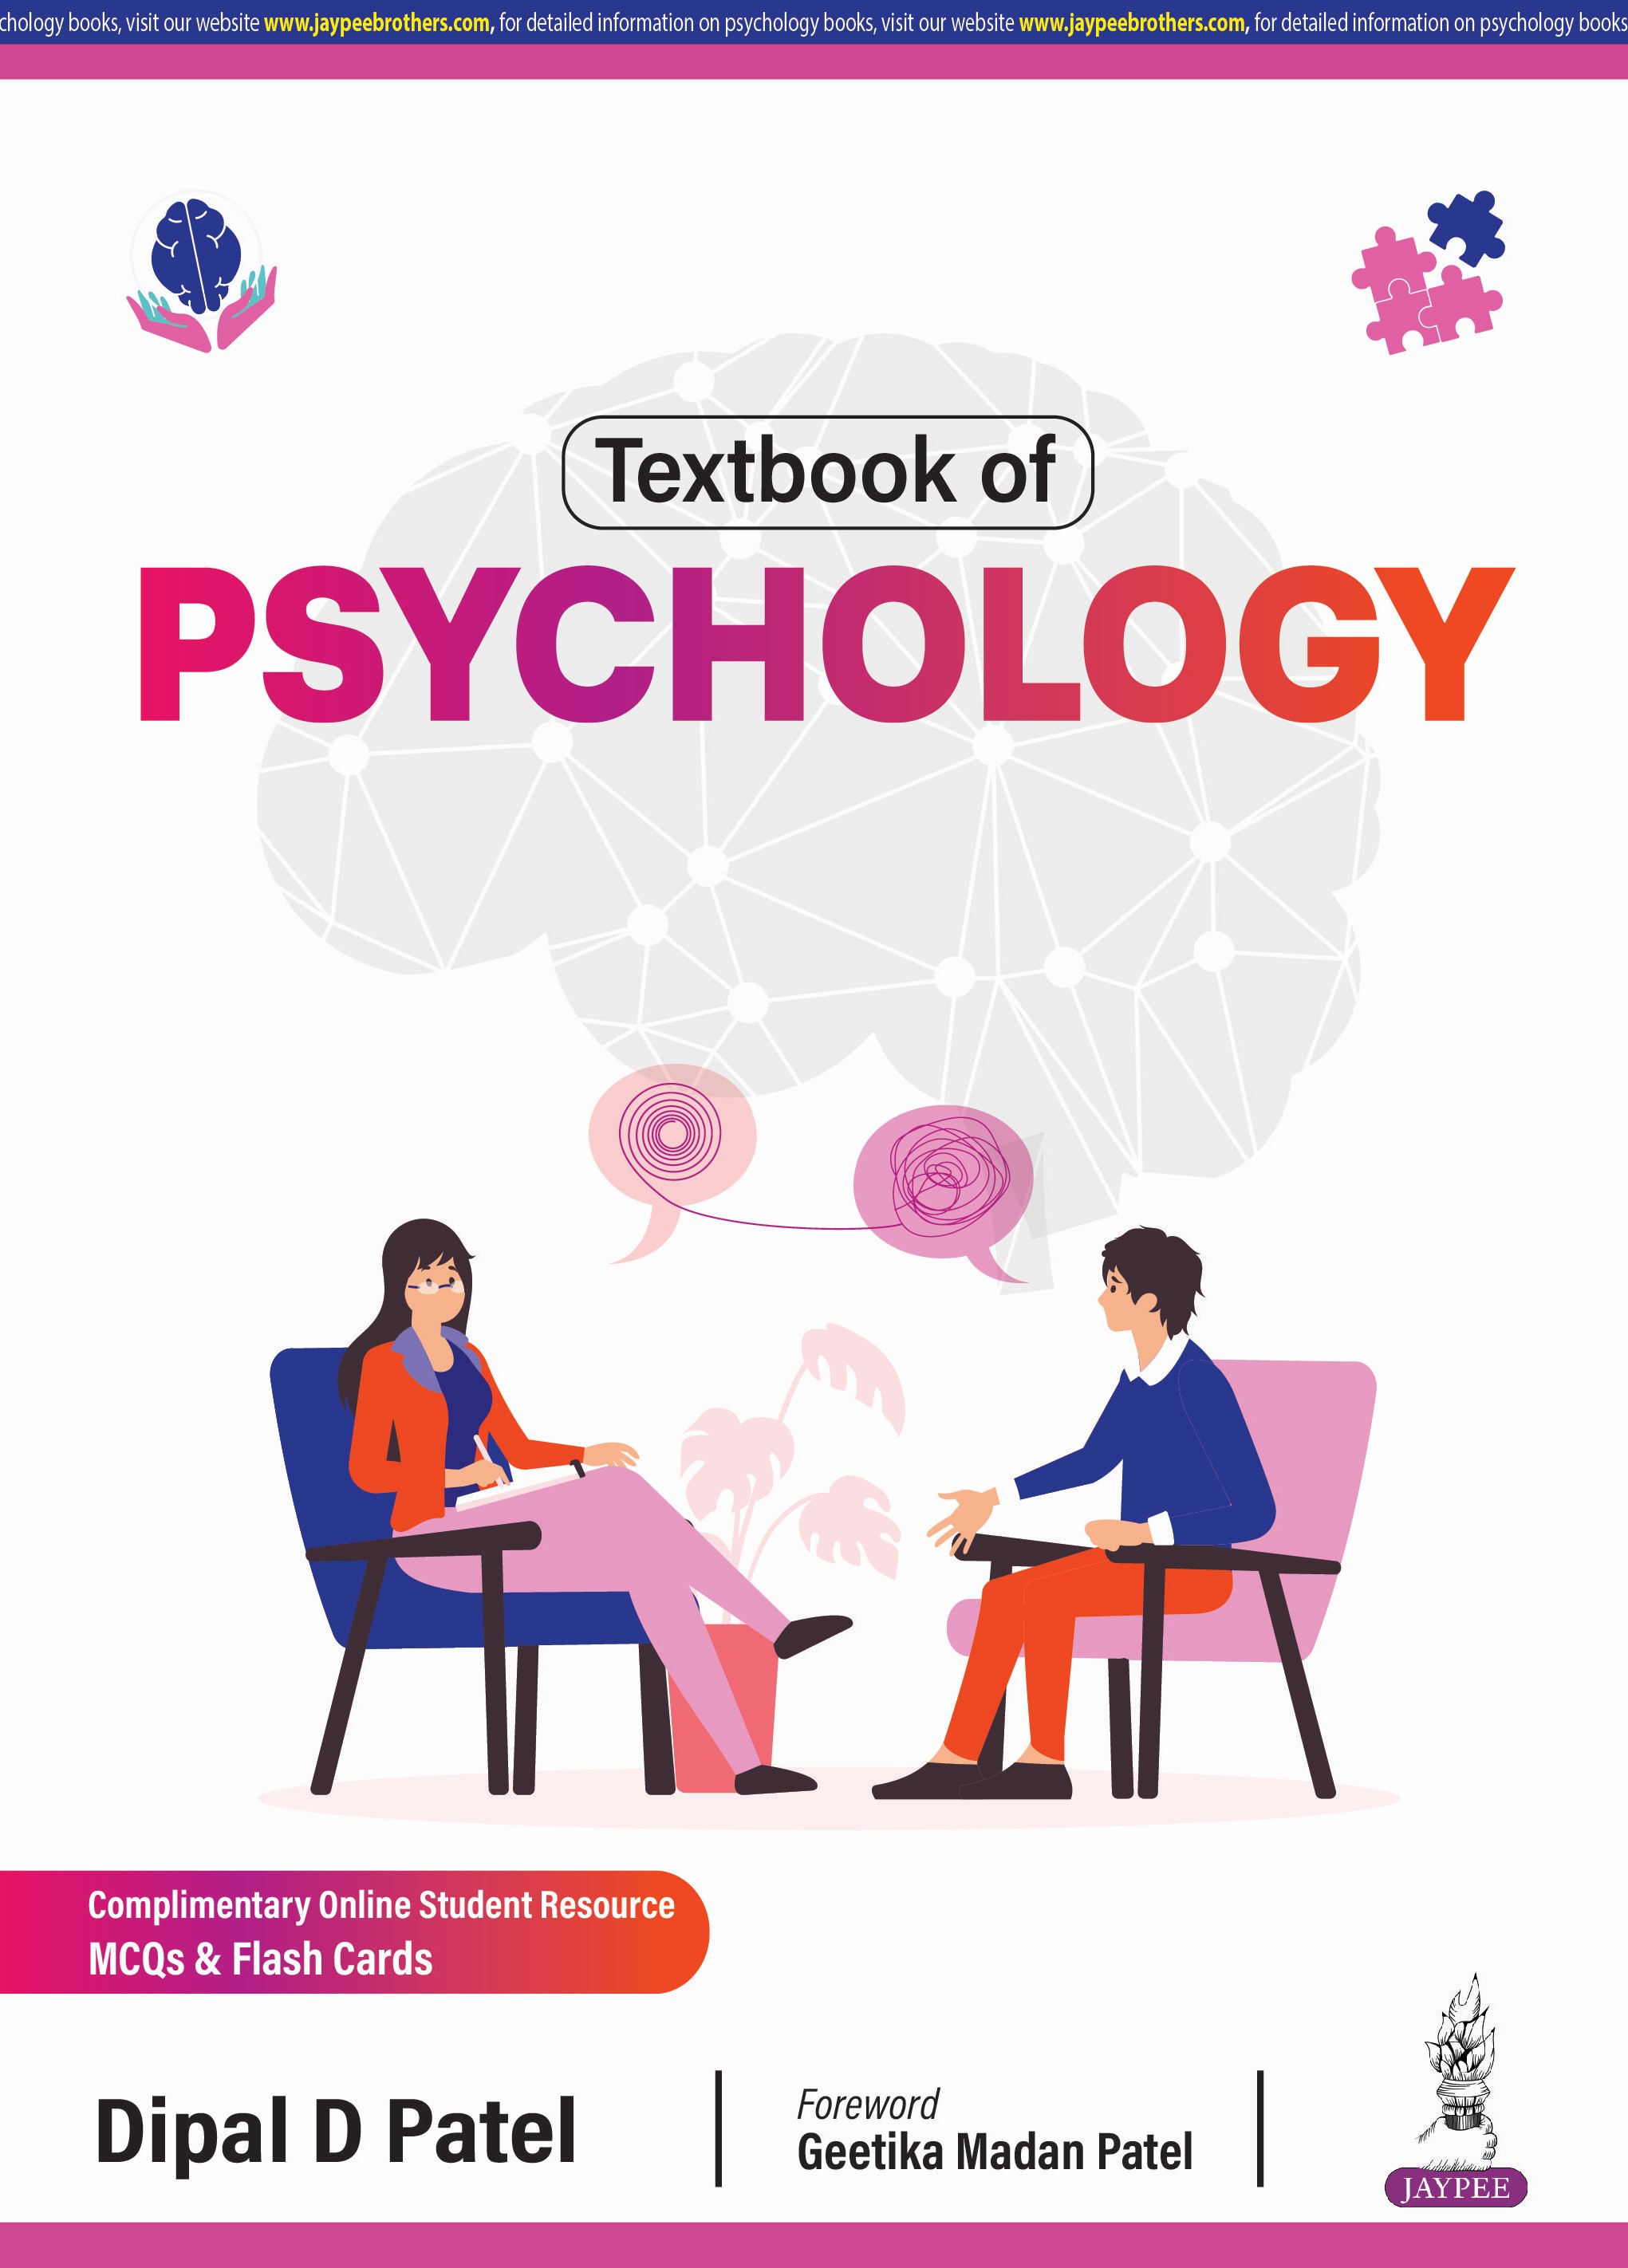 chology books, visit our website www.jaypeebrothers.com, for detailed information on psychology books, visit our website www.jaypeebrothers.com, for detailed information on psychology books
Textbook of
PSYCHOLOGY
Complimentary Online Student Resource
MCQs & Flash Cards
Dipal D Patel
Foreword
Geetika Madan Patel
JAYPEE